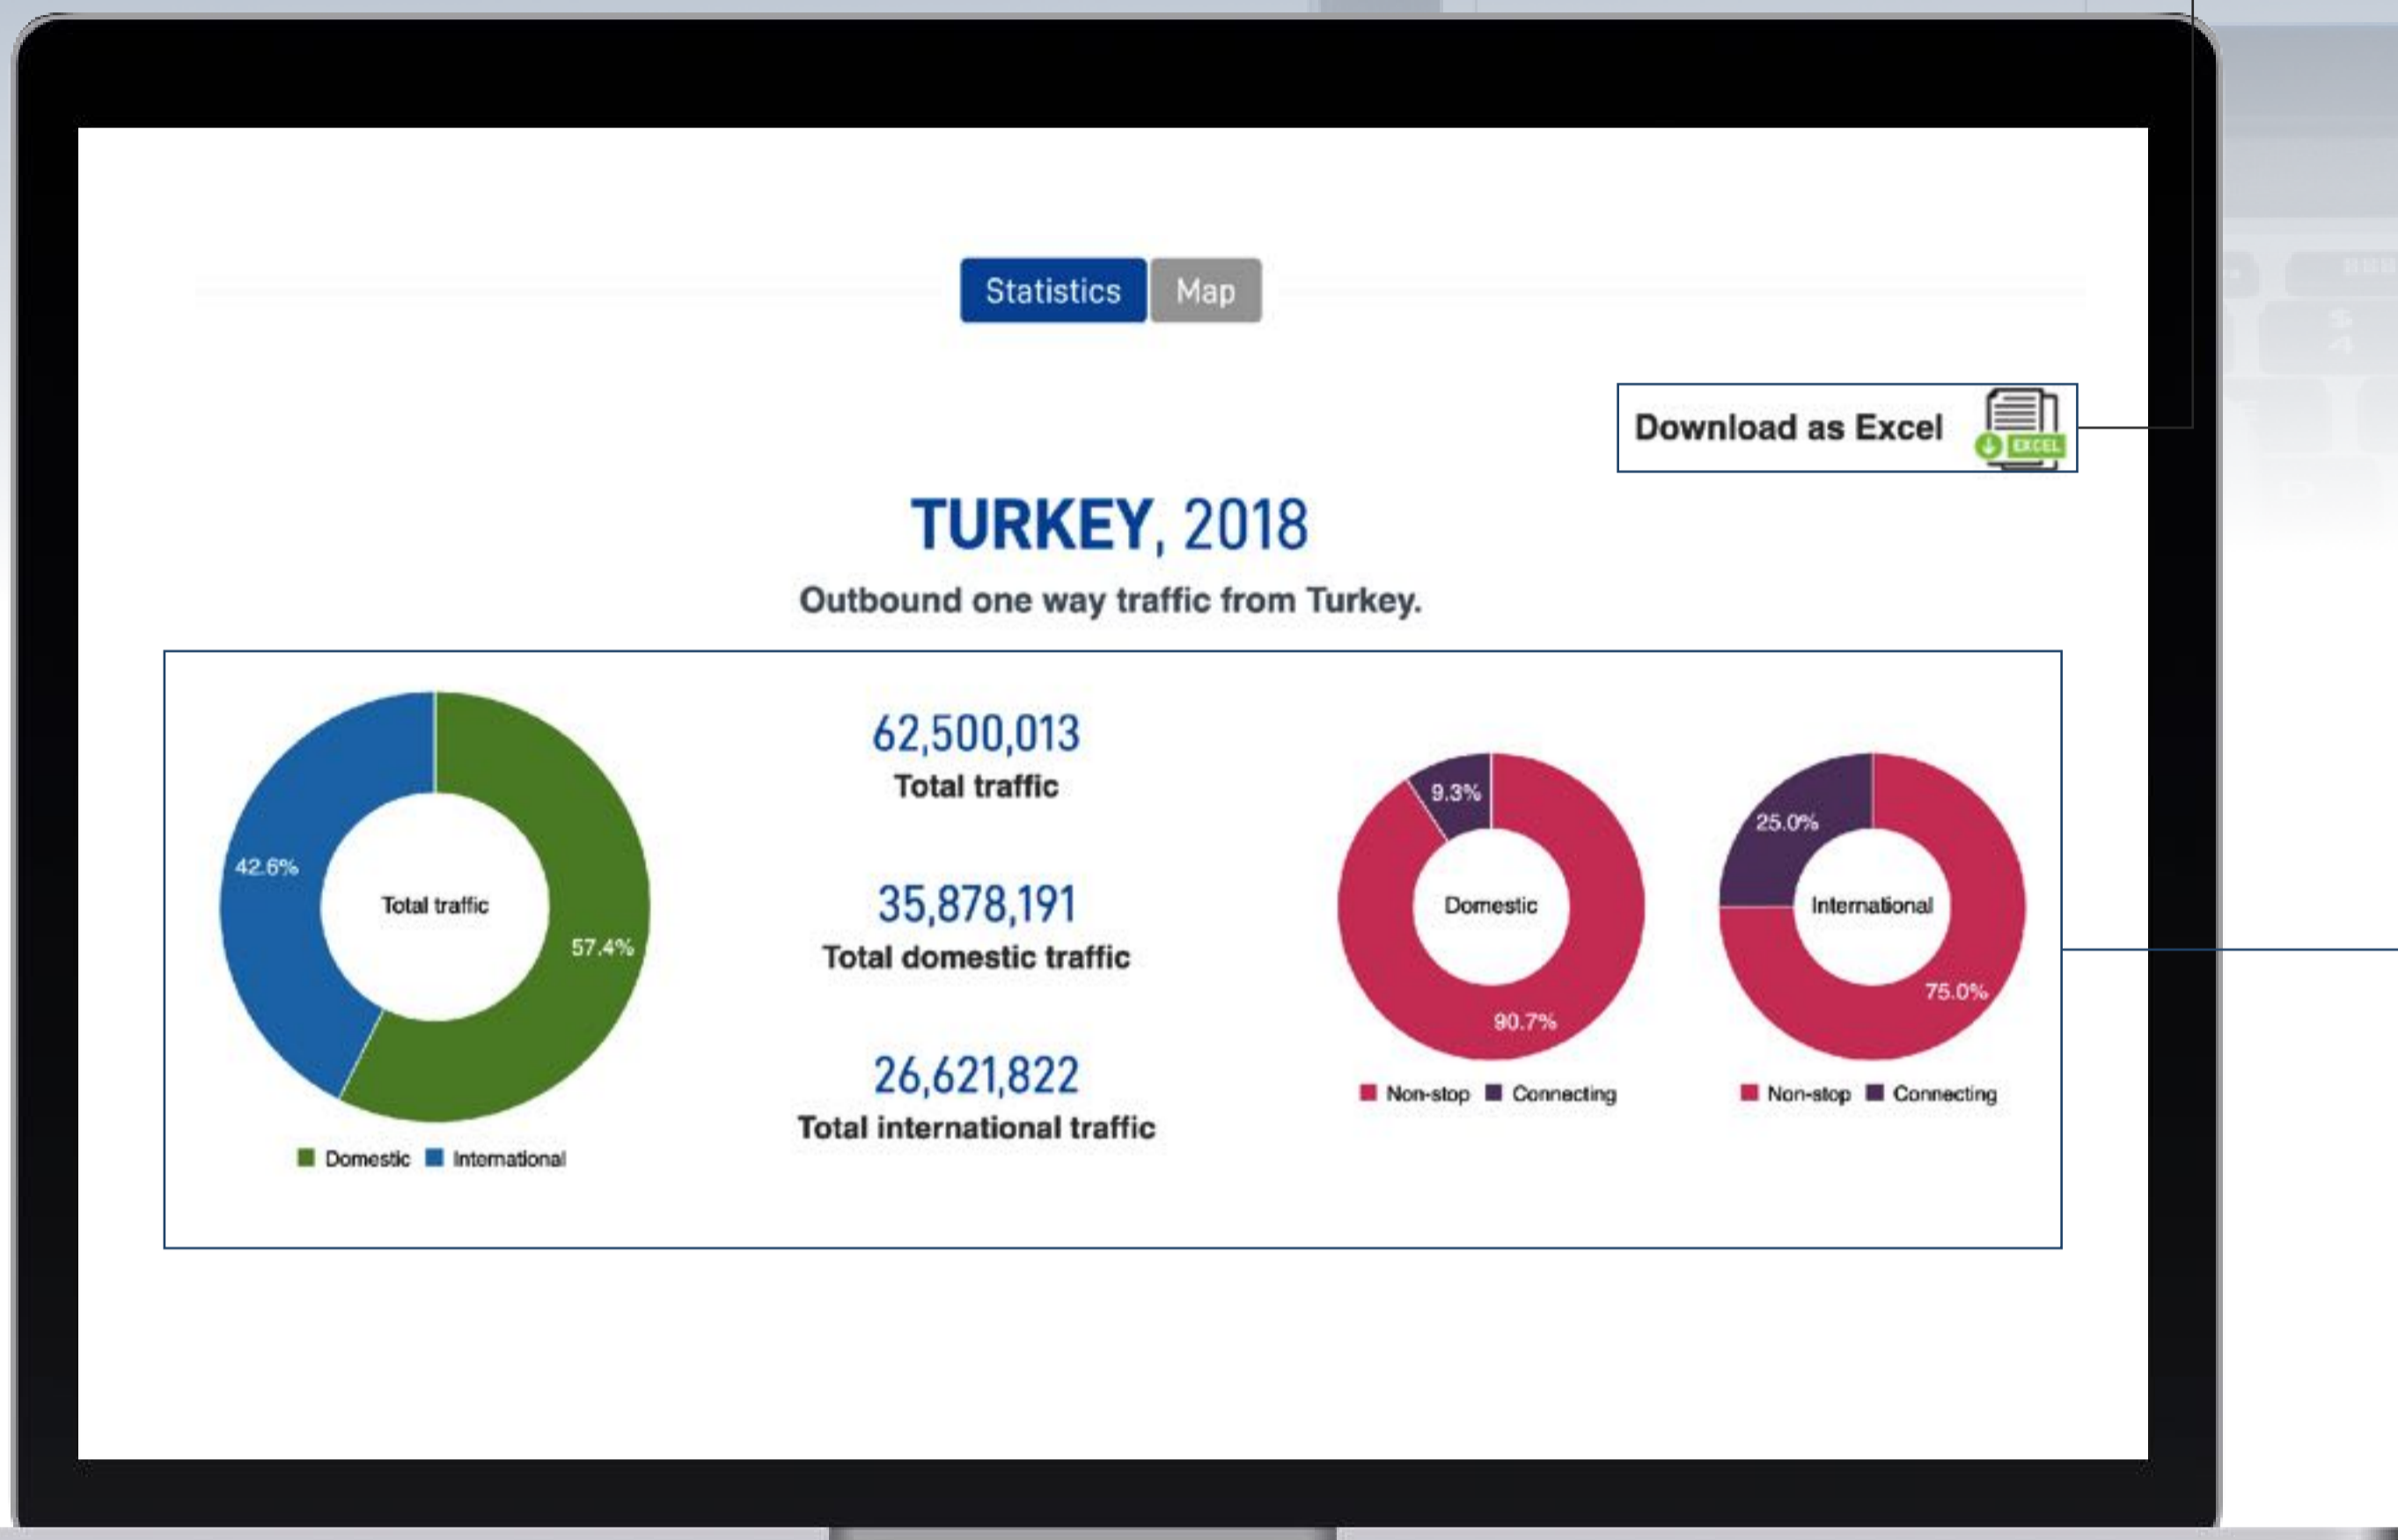 Statistics Map
Download as Excel
EXCEL
TURKEY, 2018
Outbound one way traffic from Turkey.
42.6%
Total traffic
57.4%
Domestic International
62,500,013
Total traffic
35,878,191
Total domestic traffic
26,621,822
Total international traffic
9.3%
Domestic
90.7%
Non-stop Connecting
25.0%
International
75.0%
Non-stop Connecting
$
4